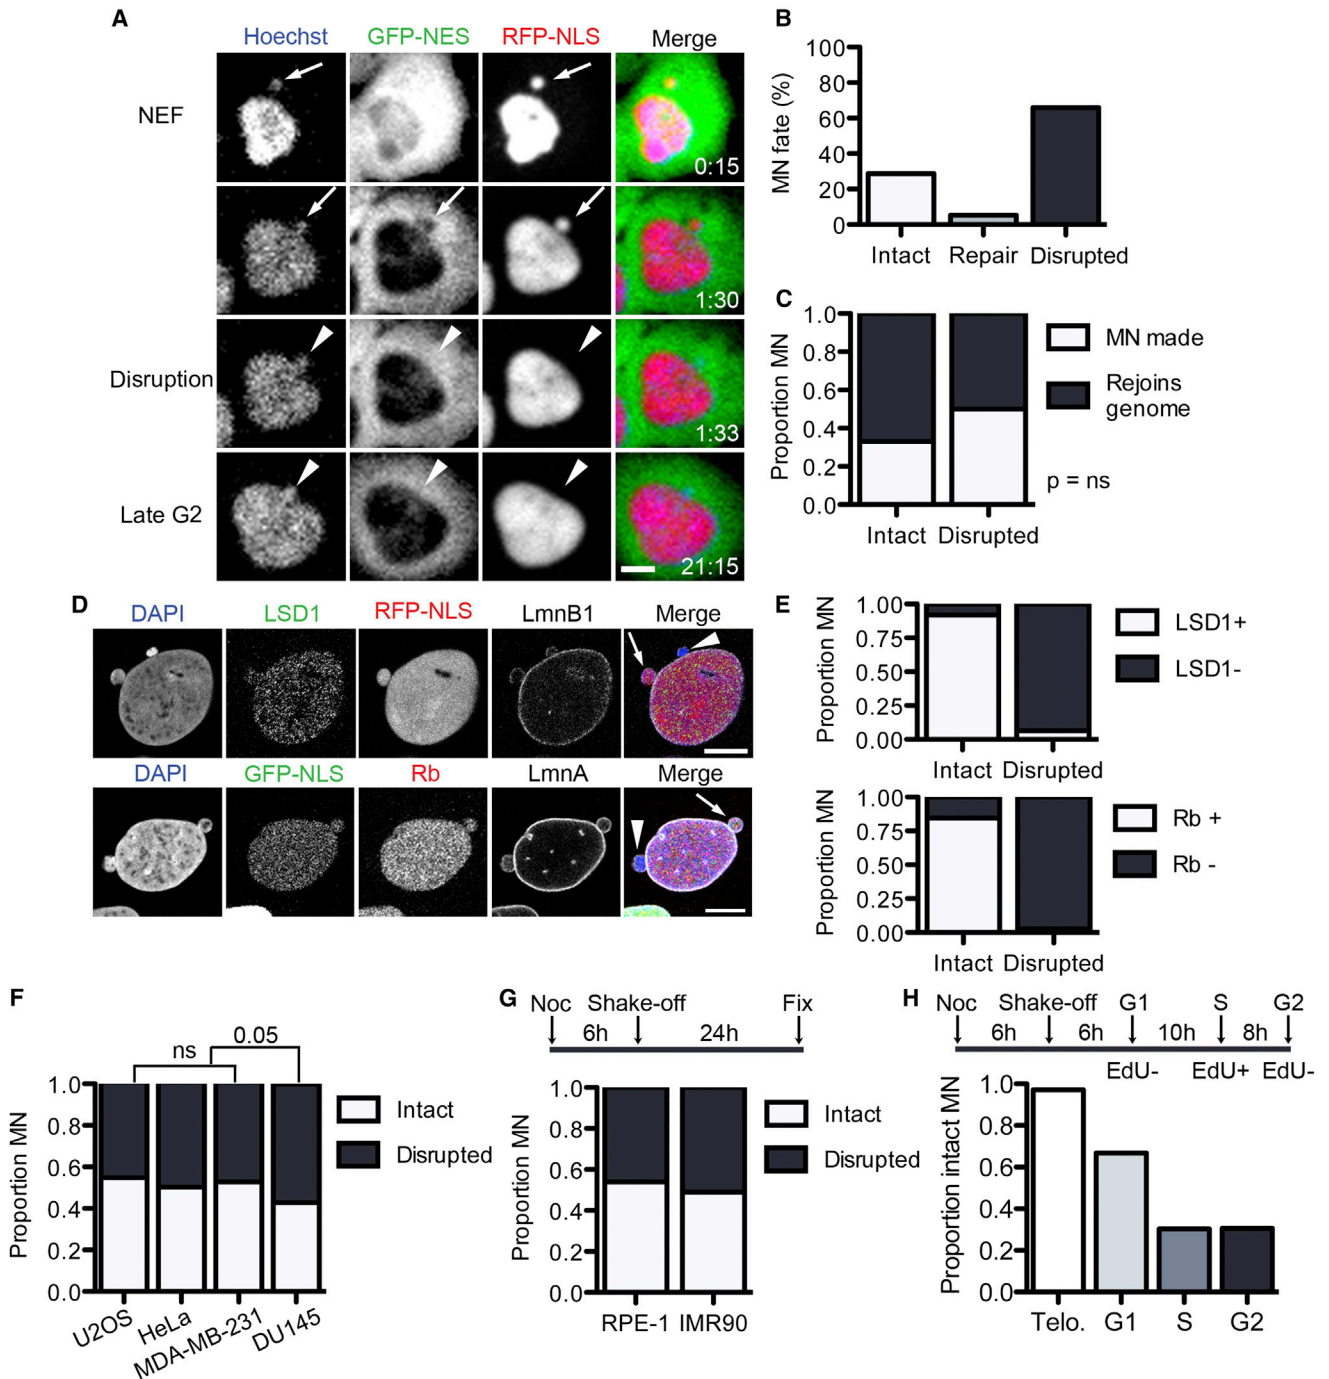 A
Hoechst GFP-NES RFP-NLS Merge
NEF
0:15
1:30
Disruption
1:33
Late G2
21:15
B
MN fate (%)
100
80
60
40
20
0
Intact Repair Disrupted
C
Proportion MN
1.0
0.8
0.6
0.4
0.2
0.0
Intact Disrupted
MN made
Rejoins
genome
p = ns
D
DAPI LSD1 RFP-NLS LmnB1 Merge
DAPI GFP-NLS Rb LmnA Merge
E
Proportion MN
1.00
0.75
0.50
0.25
0.00
Intact Disrupted
LSD1+
LSD1-
Proportion MN
1.00
0.75
0.50
0.25
0.00
Intact Disrupted
Rb +
Rb -
F
ns
0.05
Proportion MN
1.0
0.8
0.6
0.4
0.2
0.0
U2OS HeLa MDA-MB-231 DU145
Intact
Disrupted
G
Noc Shake-off Fix
6h 24h
Proportion MN
1.0
0.8
0.6
0.4
0.2
0.0
RPE-1 IMR90
Intact
Disrupted
H
Noc Shake-off G1 S G2
6h 6h 10h 8h
EdU- EdU+ EdU-
Proportion intact MN
1.0
0.8
0.6
0.4
0.2
0.0
Telo. G1 S G2